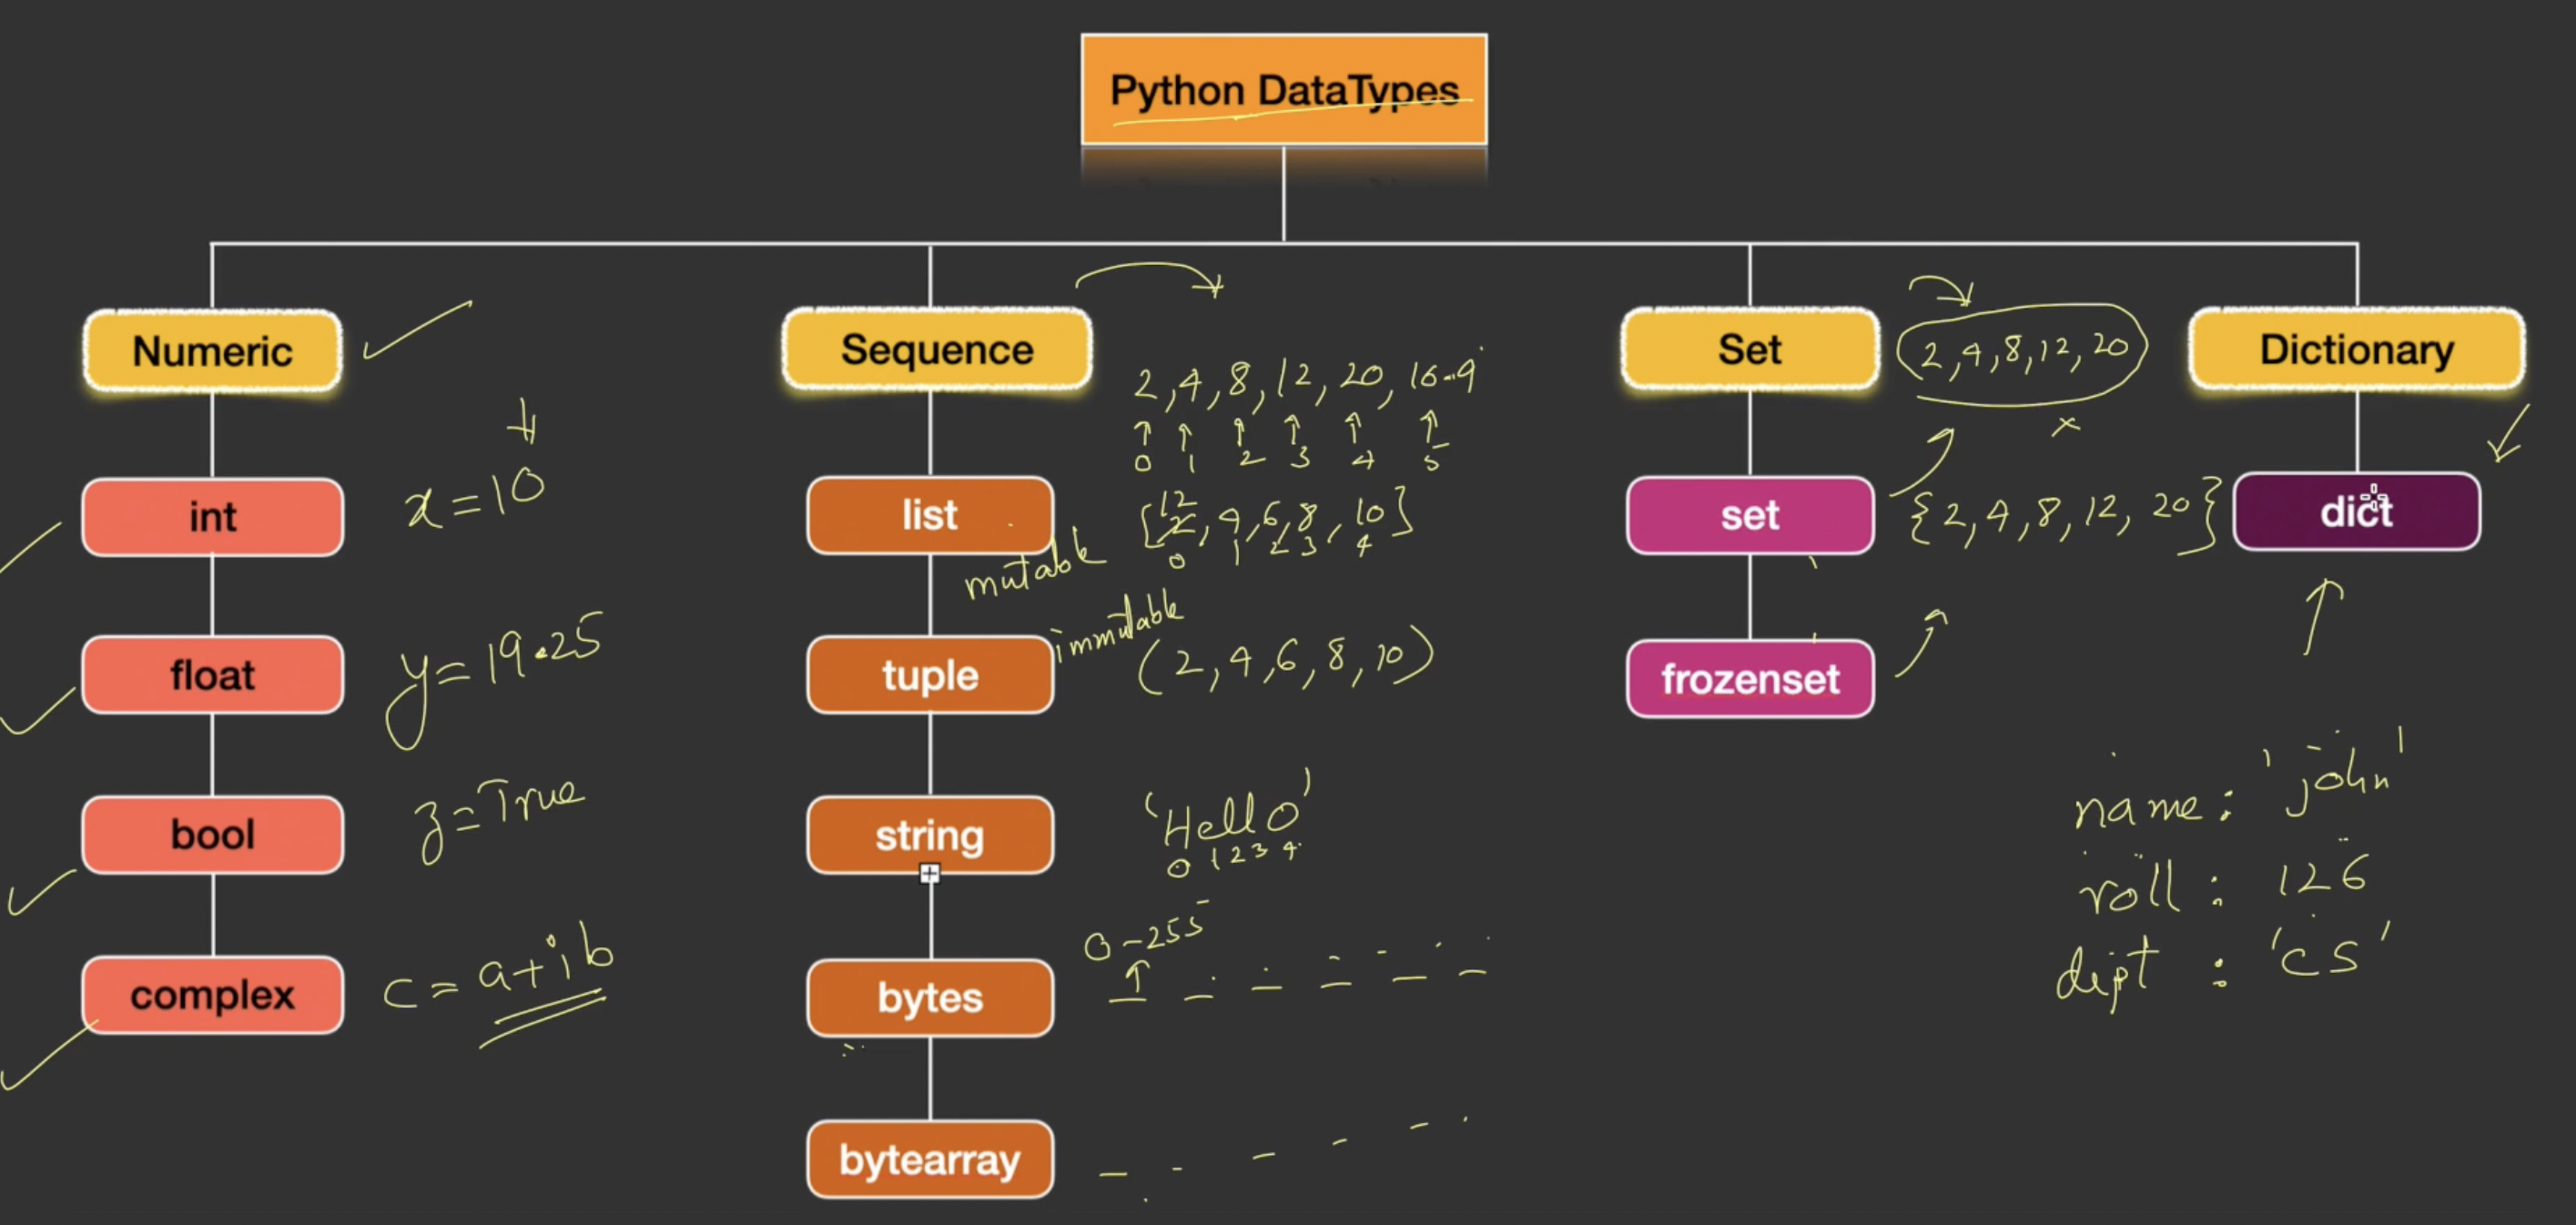 Python DataTypes
Numeric
int
x=10
float
y=19.25
bool
z=True
complex
c=a+ib
Sequence
2,4,8,12,20,16-9
0 1 2 3 4 5
list
mutable
12
[2,4,6,8,10]
0 1 2 3 4
tuple
immutable
(2,4,6,8,10)
string
'Hello'
0 1 2 3 4
bytes
0-255
bytearray
Set
2,4,8,12,20
x
set
{2,4,8,12,20}
frozenset
Dictionary
dict
name: 'john'
roll: 126
dept: 'cs'